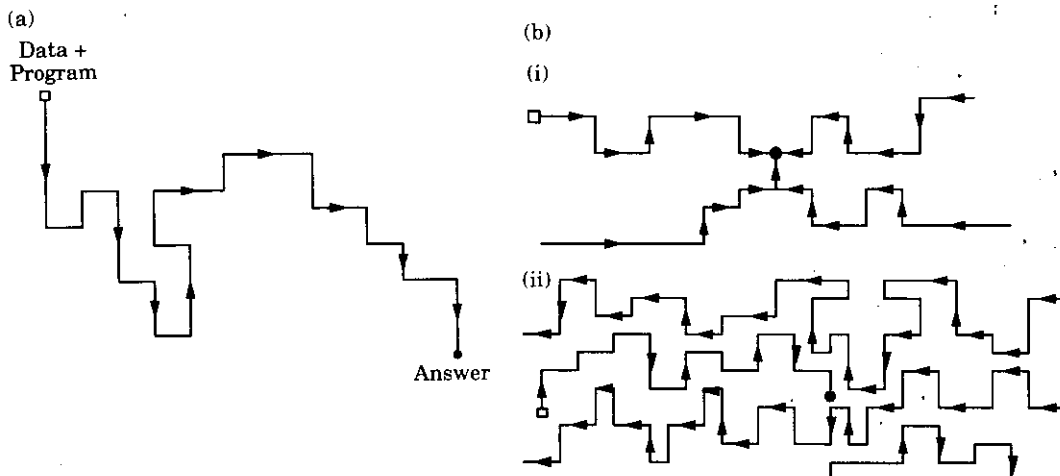 (a)
Data +
Program
Answer
(b)
(i)
(ii)